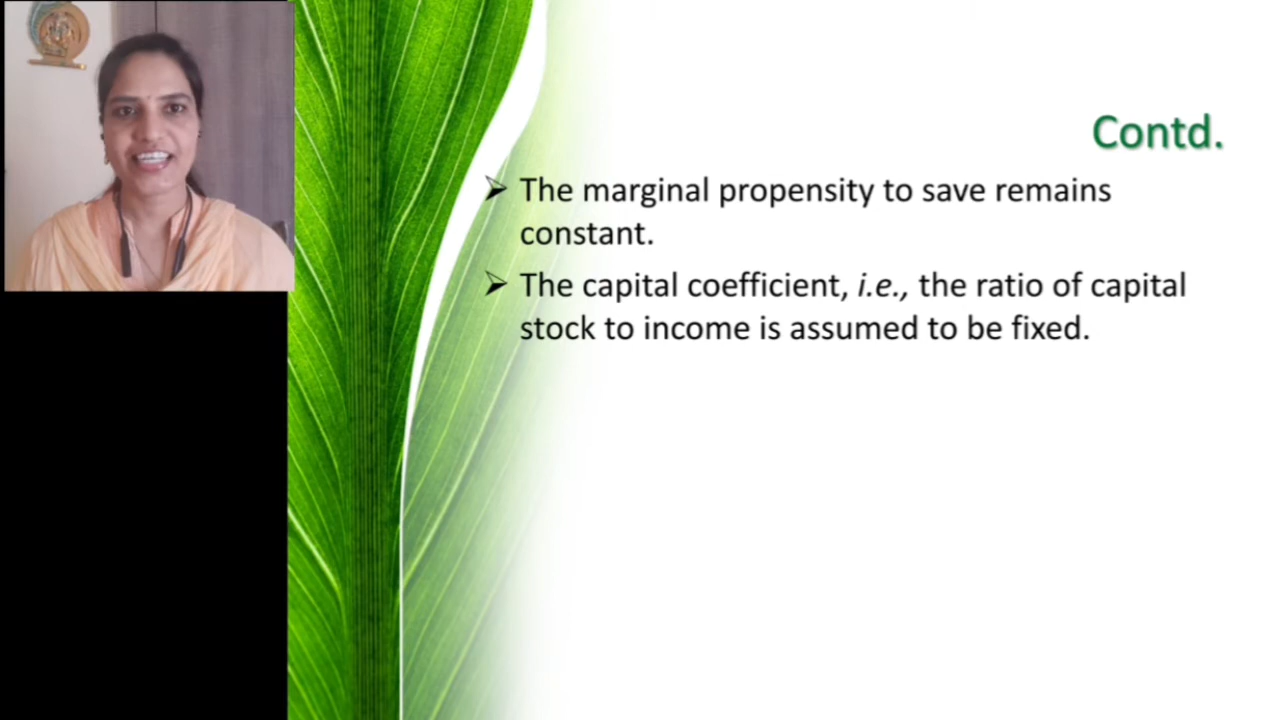 Contd.
The marginal propensity to save remains
constant.
The capital coefficient, i.e., the ratio of capital
stock to income is assumed to be fixed.